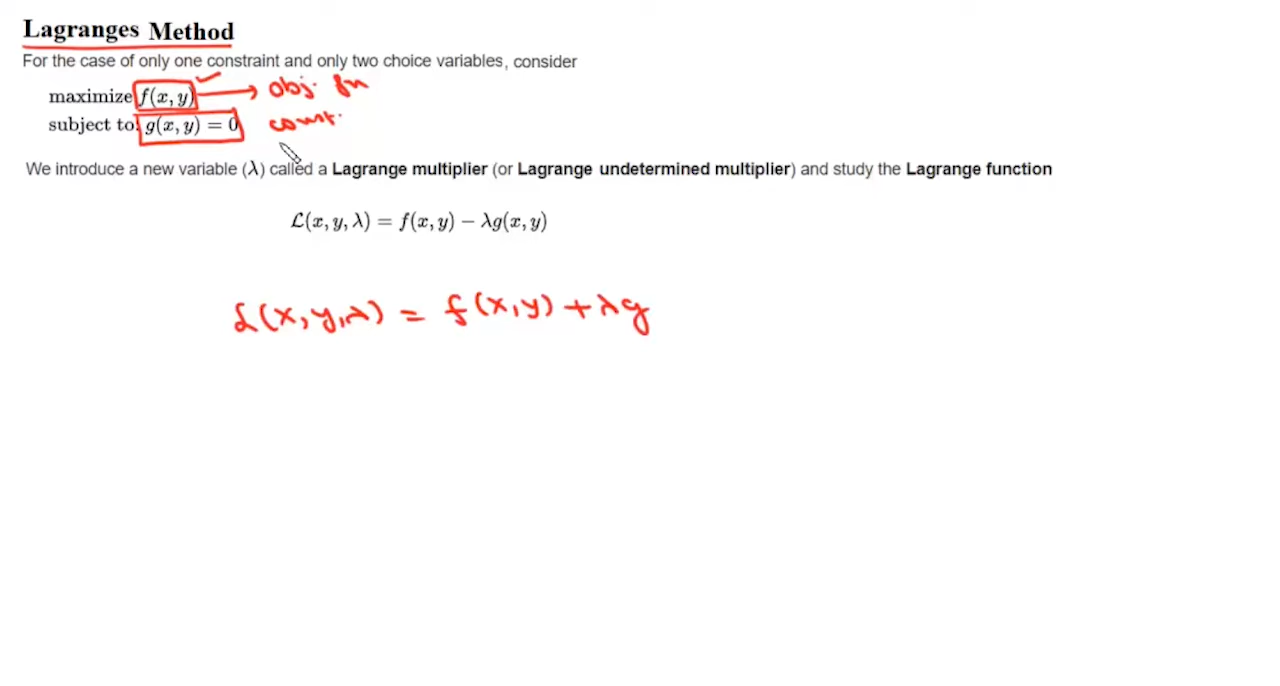 Lagranges Method
For the case of only one constraint and only two choice variables, consider
maximize f(x, y) → obj. fn
subject to: g(x, y) = 0 const.
We introduce a new variable (λ) called a Lagrange multiplier (or Lagrange undetermined multiplier) and study the Lagrange function
ℒ(x, y, λ) = f(x, y) − λg(x, y)
ℒ(x, y, λ) = f(x, y) + λg